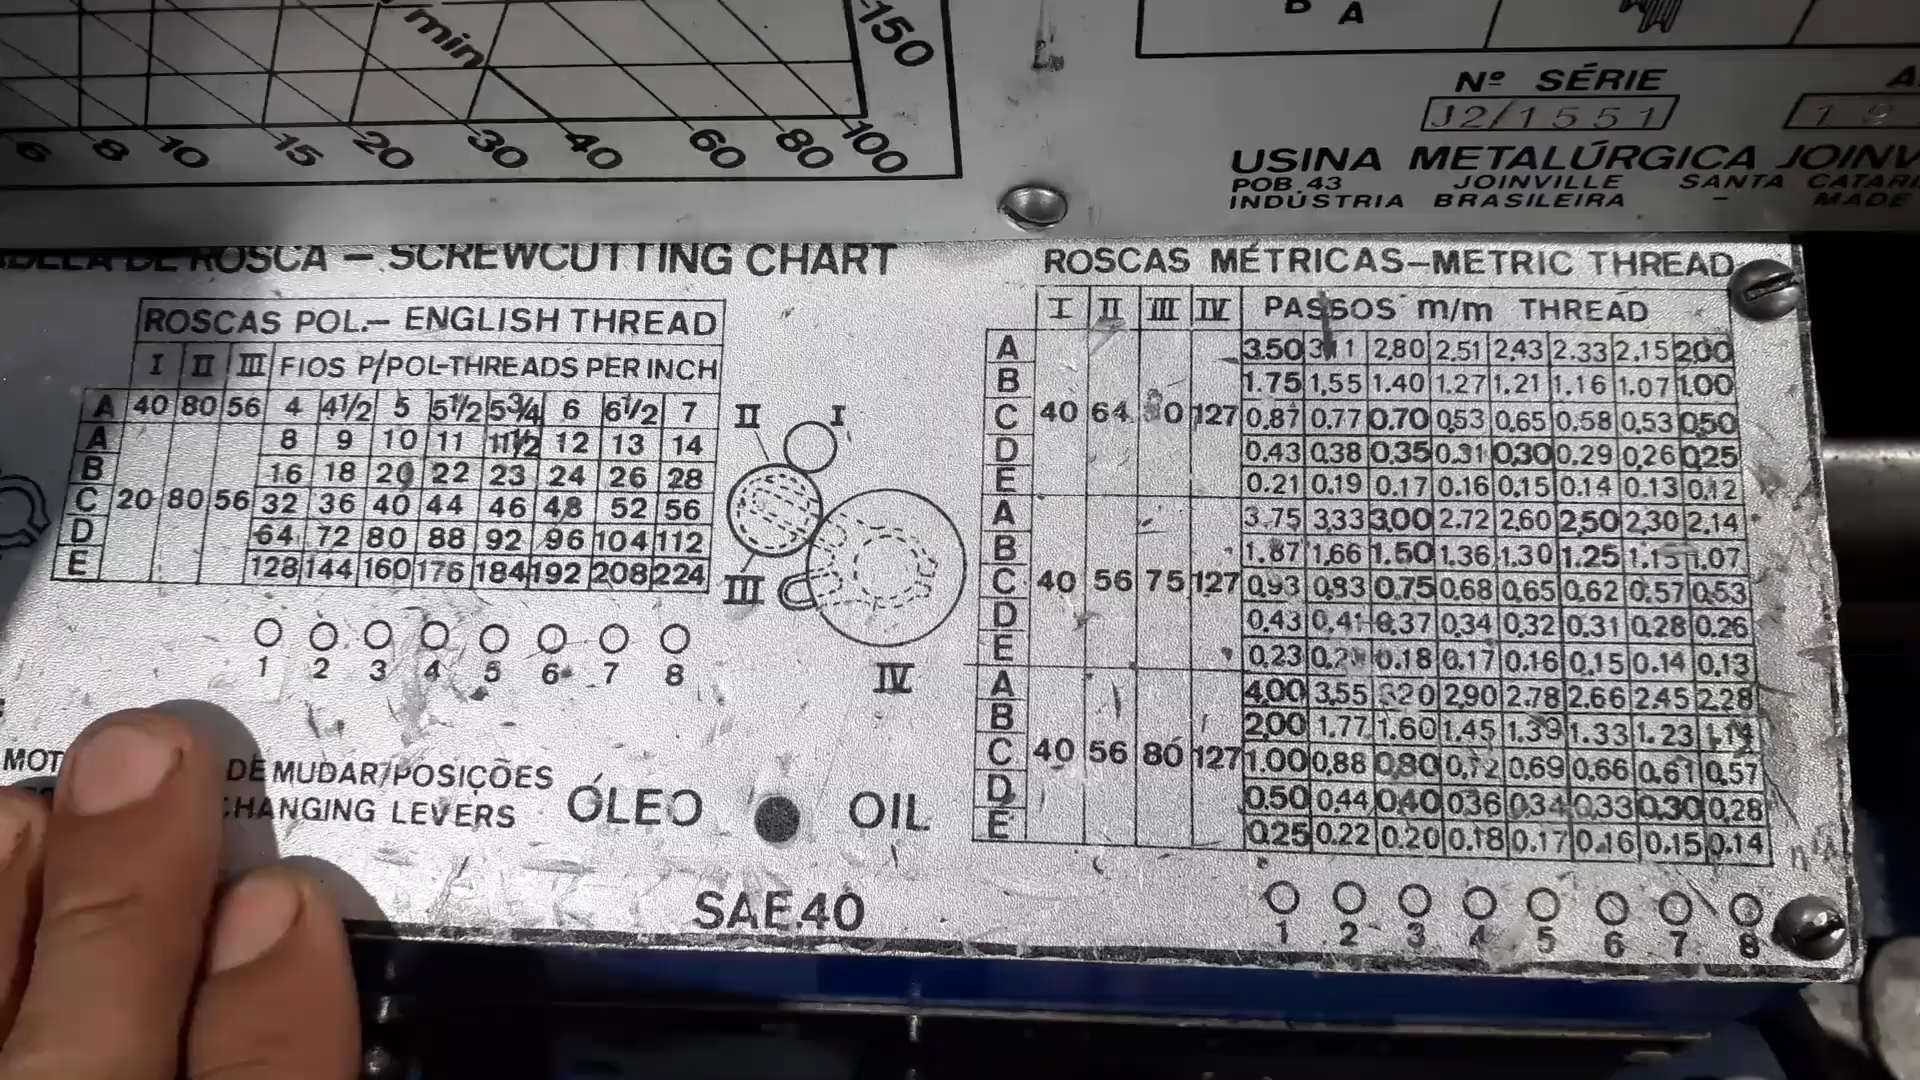 /min
150
6 8 10 15 20 30 40 60 80 100
B A
Nº SÉRIE
J2/1551
USINA METALÚRGICA
POB.43 JOINVILLE SANTA
INDÚSTRIA BRASILEIRA - MADE
DE ROSCA - SCREWCUTTING CHART
ROSCAS POL.- ENGLISH THREAD
I II III FIOS P/POL-THREADS PER INCH
A 40 80 56 4 4½ 5 5½ 5¾ 6 6½ 7
A 8 9 10 11 11½ 12 13 14
B 16 18 20 22 23 24 26 28
C 20 80 56 32 36 40 44 46 48 52 56
D 64 72 80 88 92 96 104 112
E 128 144 160 176 184 192 208 224
1 2 3 4 5 6 7 8
II I
III
IV
DE MUDAR/POSIÇÕES
CHANGING LEVERS
ÓLEO OIL
SAE.40
ROSCAS MÉTRICAS-METRIC THREAD
I II III IV PASSOS m/m THREAD
A 3.50 2,80 2.51 2,43 2.33 2.15 2.00
B 1.75 1,55 1.40 1.27 1.21 1.16 1.07 1.00
C 40 64 127 0,87 0.77 0.70 0,53 0,65 0.58 0,53 0,50
D 0.43 0.38 0,35 0.31 0,30 0.29 0,26 0,25
E 0.21 0.19 0.17 0.16 0.15 0.14 0.13 0.12
A 3.75 3,33 3,00 2.72 2,60 2,50 2,30 2.14
B 1.87 1,66 1.50 1.36 1.30 1.25 1.15 1.07
C 40 56 75 127 0,93 0,83 0.75 0.68 0,65 0,62 0.57 0,53
D 0.43 0.41 0.37 0.34 0.32 0.31 0.28 0.26
E 0.23 0.18 0.17 0.16 0.15 0.14 0.13
A 4,00 3,55 3,20 2,90 2.78 2.66 2.45 2.28
B 2,00 1.77 1.60 1.45 1.39 1.33 1.23 1.14
C 40 56 80 127 1.00 0,88 0,80 0,72 0,69 0,66 0,61 0,57
D 0.50 0.44 0,40 0,36 0,34 0,33 0,30 0,28
E 0,25 0.22 0.20 0.18 0.17 0.16 0.15 0.14
1 2 3 4 5 6 7 8